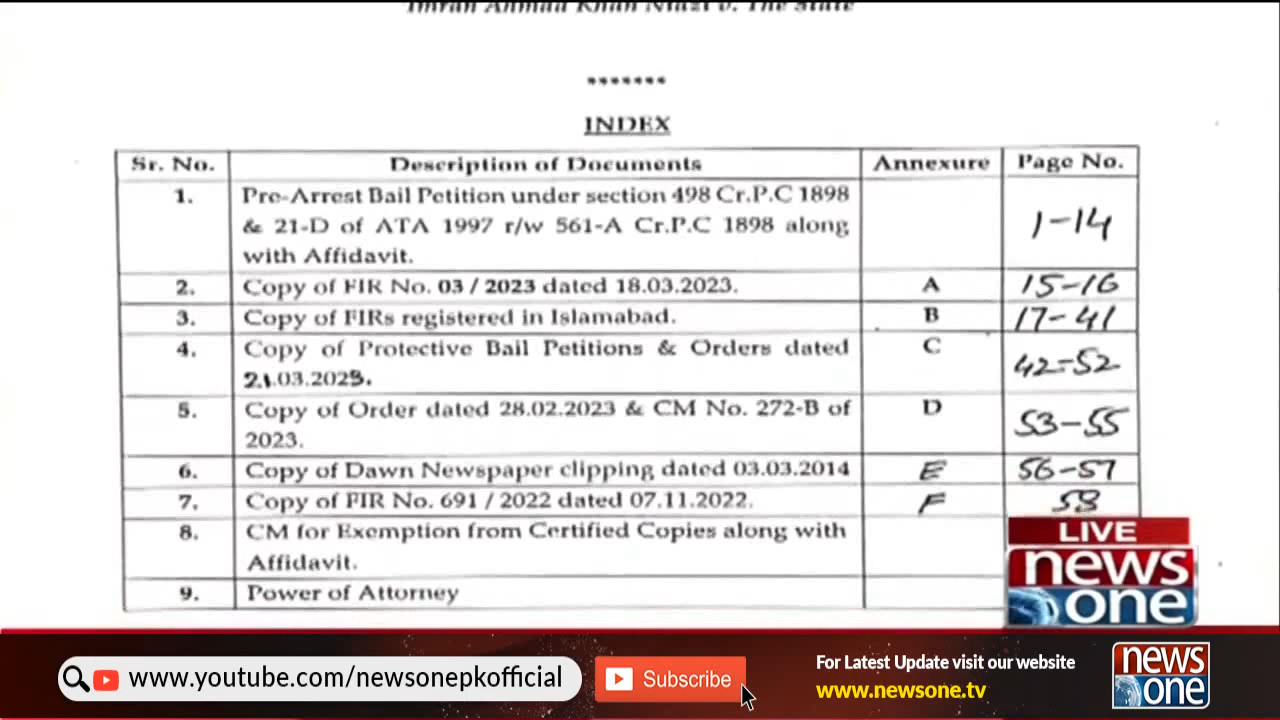 Imran Ahmad Khan Niazi v. The State
*******
INDEX
Sr. No. Description of Documents Annexure Page No.
1. Pre-Arrest Bail Petition under section 498 Cr.P.C 1898
& 21-D of ATA 1997 r/w 561-A Cr.P.C 1898 along 1-14
with Affidavit.
2. Copy of FIR No. 03 / 2023 dated 18.03.2023. A 15-16
3. Copy of FIRs registered in Islamabad. B 17-41
4. Copy of Protective Bail Petitions & Orders dated C 42-52
21.03.2023.
5. Copy of Order dated 28.02.2023 & CM No. 272-B of D 53-55
2023.
6. Copy of Dawn Newspaper clipping dated 03.03.2014 E 56-57
7. Copy of FIR No. 691 / 2022 dated 07.11.2022. F 58
8. CM for Exemption from Certified Copies along with
Affidavit.
9. Power of Attorney
LIVE
news
one
www.youtube.com/newsonepkofficial
Subscribe
For Latest Update visit our website
www.newsone.tv
news
one